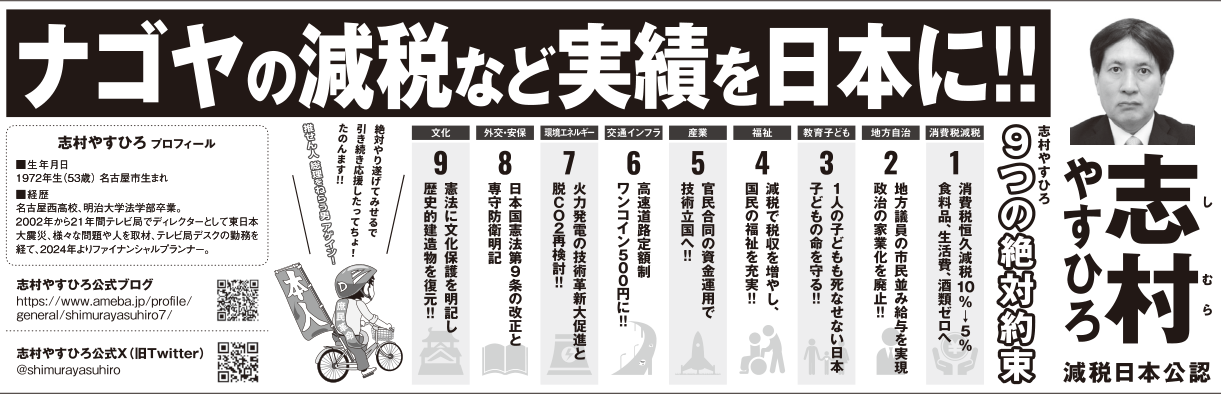 ナゴヤの減税など実績を日本に!!
志村
しむら
やすひろ
減税日本公認
志村やすひろ
9つの絶対約束
消費税減税
1
消費税恒久減税10%→5%
食料品、生活費、酒類ゼロへ
地方自治
2
地方議員の市民並み給与を実現
政治の家業化を廃止!!
教育子ども
3
1人の子どもも死なせない日本
子どもの命を守る!!
福祉
4
減税で税収を増やし、
国民の福祉を充実!!
産業
5
官民合同の資金運用で
技術立国へ!!
交通インフラ
6
高速道路定額制
ワンコイン500円に!!
環境エネルギー
7
火力発電の技術革新大促進と
脱CO2再検討!!
外交・安保
8
日本国憲法第9条の改正と
専守防衛明記
文化
9
憲法に文化保護を明記し
歴史的建造物を復元!!
絶対やり遂げてみせるで
引き続き応援したってちょ!
たのんます!!
推せん人 総理をねらう男 アゲイン!
本人
庶民
D
志村やすひろ プロフィール
■生年月日
1972年生(53歳) 名古屋市生まれ
■経歴
名古屋西高校、明治大学法学部卒業。
2002年から21年間テレビ局でディレクターとして東日本
大震災、様々な問題や人を取材、テレビ局デスクの勤務を
経て、2024年よりファイナンシャルプランナー。
志村やすひろ公式ブログ
https://www.ameba.jp/profile/
general/shimurayasuhiro7/
志村やすひろ公式X(旧Twitter)
@shimurayasuhiro